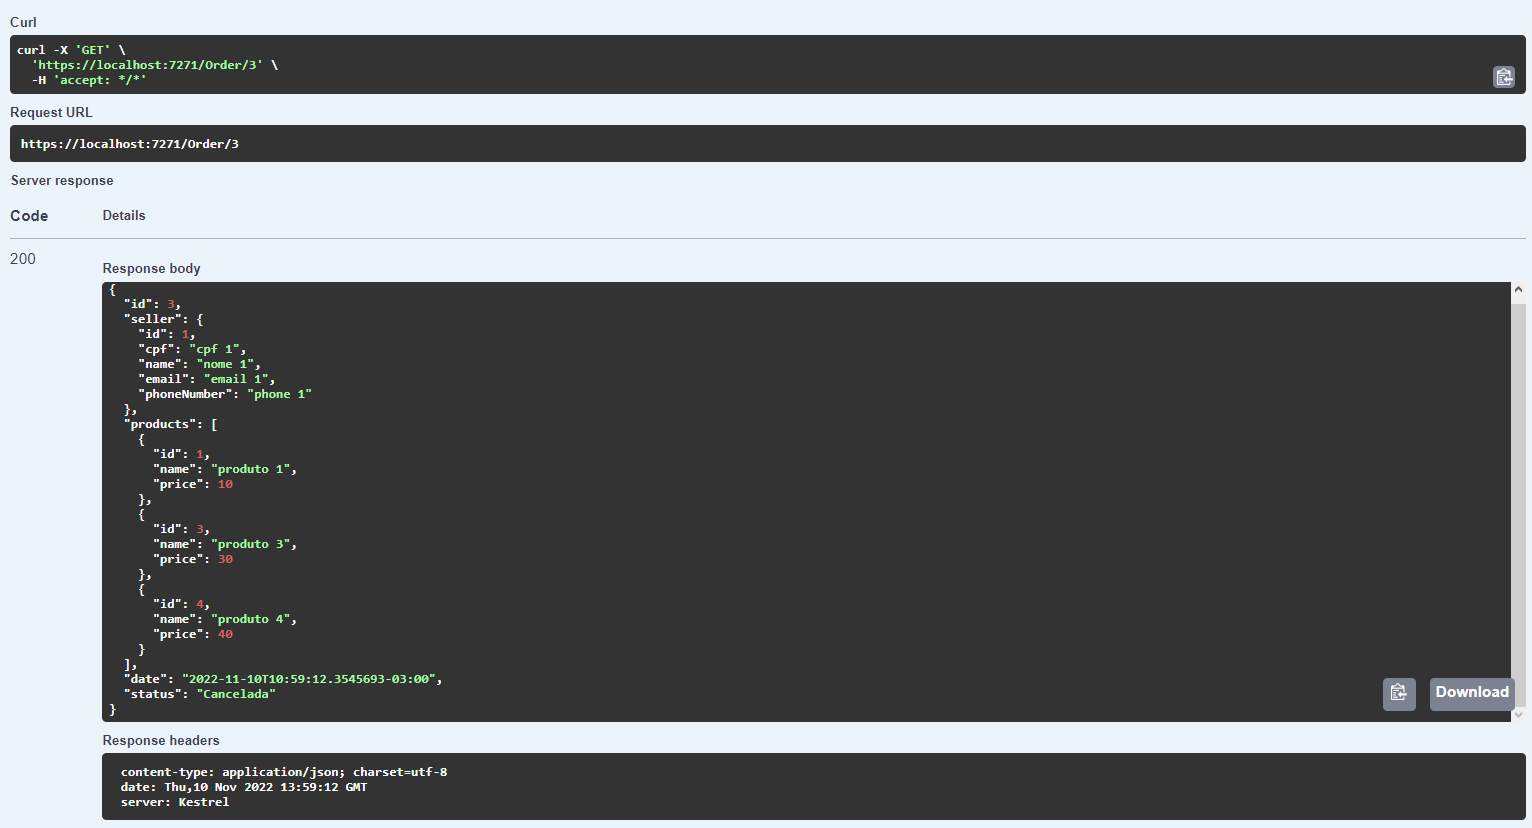 Curl
curl -X 'GET' \
  'https://localhost:7271/Order/3' \
  -H 'accept: */*'
Request URL
https://localhost:7271/Order/3
Server response
Code Details
200
Response body
{
  "id": 3,
  "seller": {
    "id": 1,
    "cpf": "cpf 1",
    "name": "nome 1",
    "email": "email 1",
    "phoneNumber": "phone 1"
  },
  "products": [
    {
      "id": 1,
      "name": "produto 1",
      "price": 10
    },
    {
      "id": 3,
      "name": "produto 3",
      "price": 30
    },
    {
      "id": 4,
      "name": "produto 4",
      "price": 40
    }
  ],
  "date": "2022-11-10T10:59:12.3545693-03:00",
  "status": "Cancelada"
}
Download
Response headers
content-type: application/json; charset=utf-8
date: Thu,10 Nov 2022 13:59:12 GMT
server: Kestrel